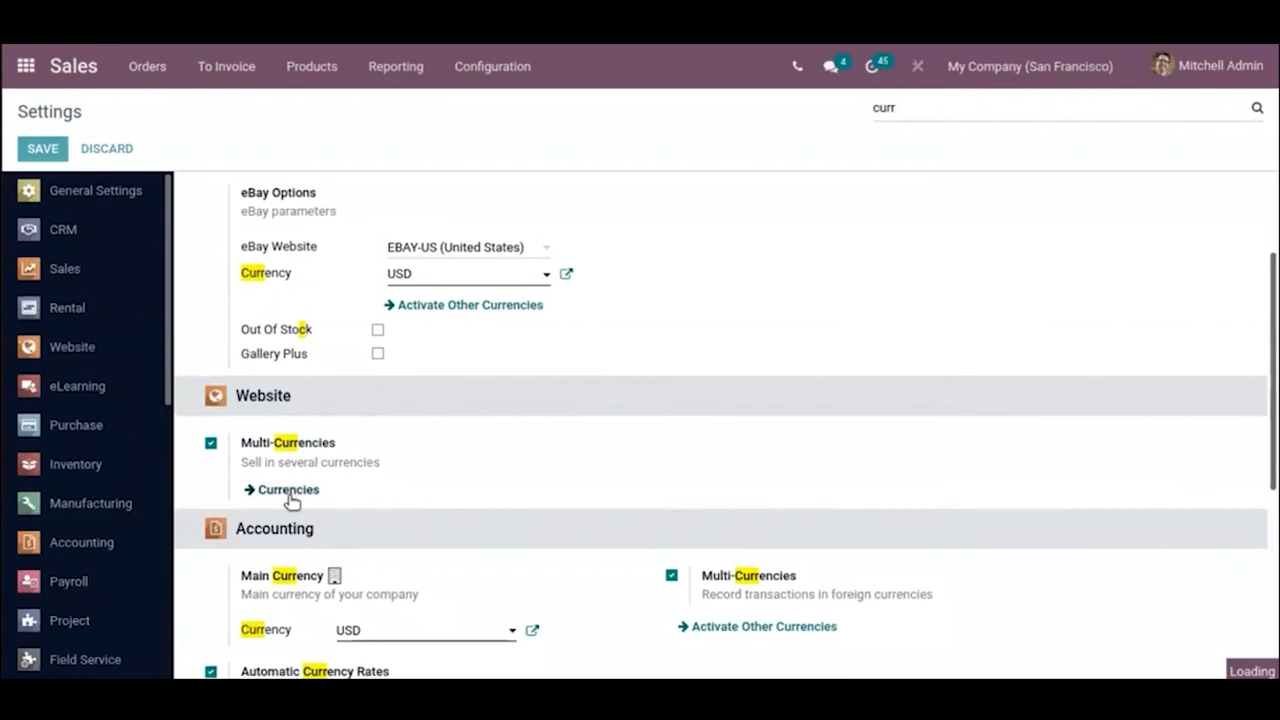 Sales Orders To Invoice Products Reporting Configuration 4 45 My Company (San Francisco) Mitchell Admin
Settings curr
SAVE DISCARD
General Settings
CRM
Sales
Rental
Website
eLearning
Purchase
Inventory
Manufacturing
Accounting
Payroll
Project
Field Service
eBay Options
eBay parameters
eBay Website EBAY-US (United States)
Currency USD
Activate Other Currencies
Out Of Stock
Gallery Plus
Website
Multi-Currencies
Sell in several currencies
Currencies
Accounting
Main Currency
Main currency of your company
Currency USD
Multi-Currencies
Record transactions in foreign currencies
Activate Other Currencies
Automatic Currency Rates
Loading